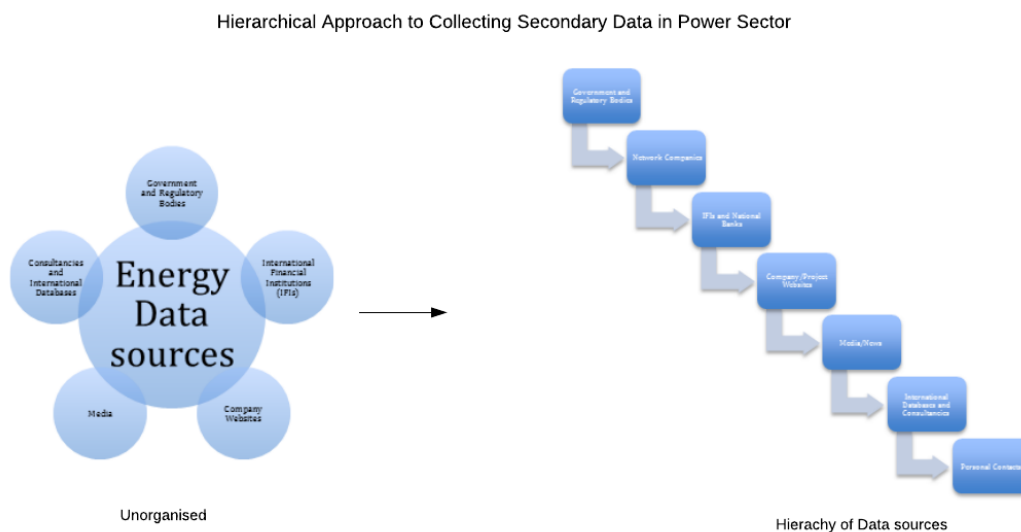 Hierarchical Approach to Collecting Secondary Data in Power Sector
Government
and Regulatory
Bodies
Consultancies
and
International
Databases
International
Financial
Institutions
(IFIs)
Energy
Data
sources
Media
Company
Websites
Unorganised
Government and
Regulatory Bodies
Network Companies
IFIs and National
Banks
Company/Project
Websites
Media/News
International
Databases and
Consultancies
Personal Contacts
Hierachy of Data sources